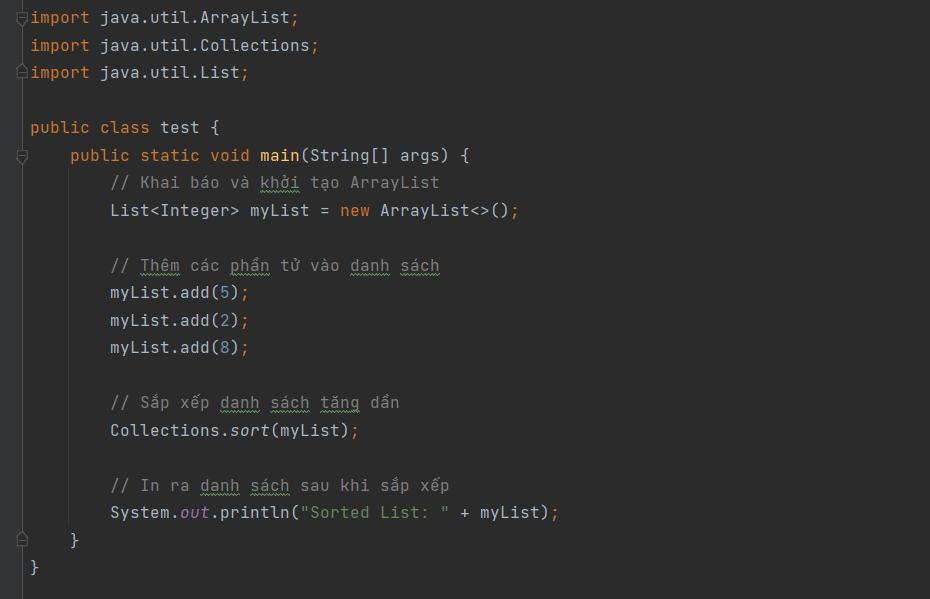 import java.util.ArrayList;
import java.util.Collections;
import java.util.List;

public class test {
    public static void main(String[] args) {
        // Khai báo và khởi tạo ArrayList
        List<Integer> myList = new ArrayList<>();

        // Thêm các phần tử vào danh sách
        myList.add(5);
        myList.add(2);
        myList.add(8);

        // Sắp xếp danh sách tăng dần
        Collections.sort(myList);

        // In ra danh sách sau khi sắp xếp
        System.out.println("Sorted List: " + myList);
    }
}